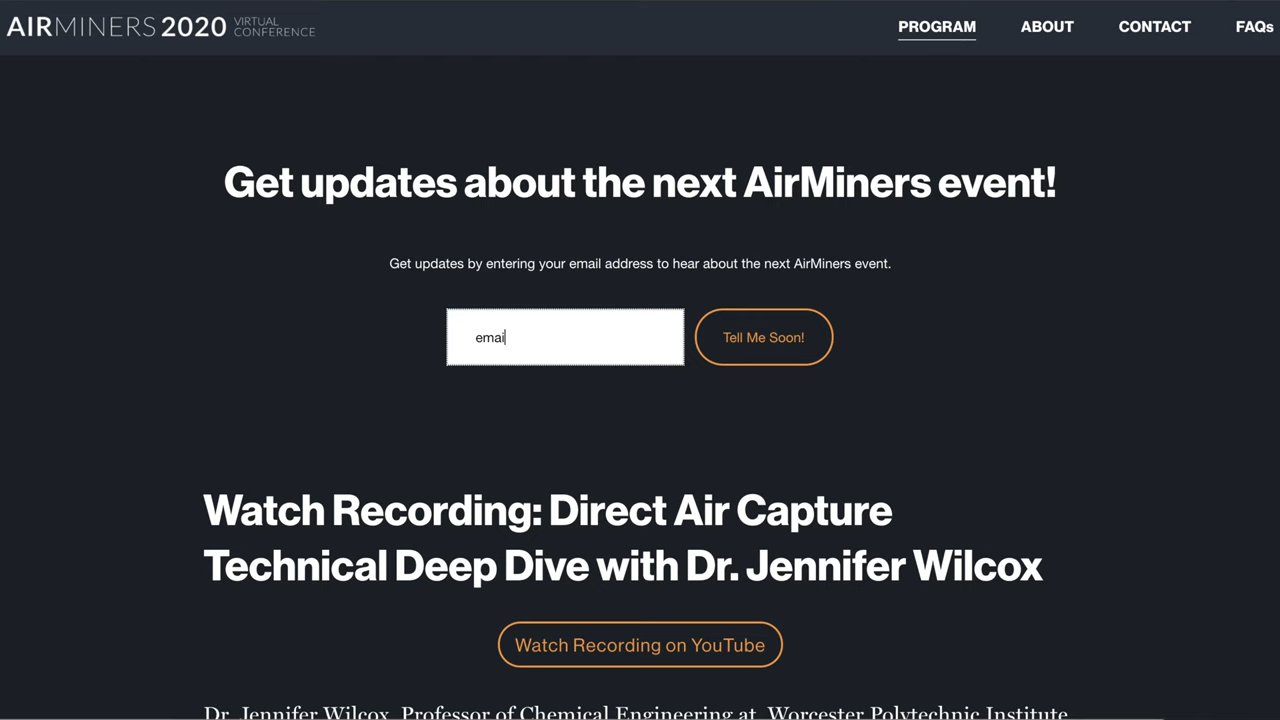 AIRMINERS 2020 VIRTUAL CONFERENCE
PROGRAM ABOUT CONTACT FAQs
Get updates about the next AirMiners event!
Get updates by entering your email address to hear about the next AirMiners event.
emai
Tell Me Soon!
Watch Recording: Direct Air Capture
Technical Deep Dive with Dr. Jennifer Wilcox
Watch Recording on YouTube
Dr. Jennifer Wilcox, Professor of Chemical Engineering at Worcester Polytechnic Institute